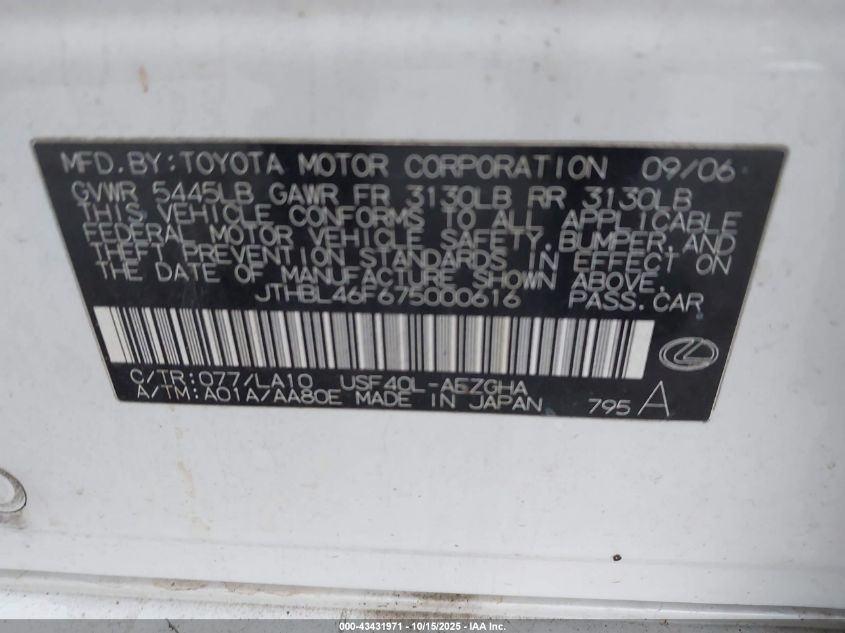 MFD.BY:TOYOTA MOTOR CORPORATION 09/06
GVWR 5445LB GAWR FR 3130LB RR 3130LB
THIS VEHICLE CONFORMS TO ALL APPLICABLE
FEDERAL MOTOR VEHICLE SAFETY,BUMPER,AND
THEFT PREVENTION STANDARDS IN EFFECT ON
THE DATE OF MANUFACTURE SHOWN ABOVE.
JTHBL46F675000616 PASS.CAR
C/TR:077/LA10 USF40L-AEZGHA
A/TM:A01A/AA80E MADE IN JAPAN 795 A
000-43431971 - 10/15/2025 - IAA Inc.